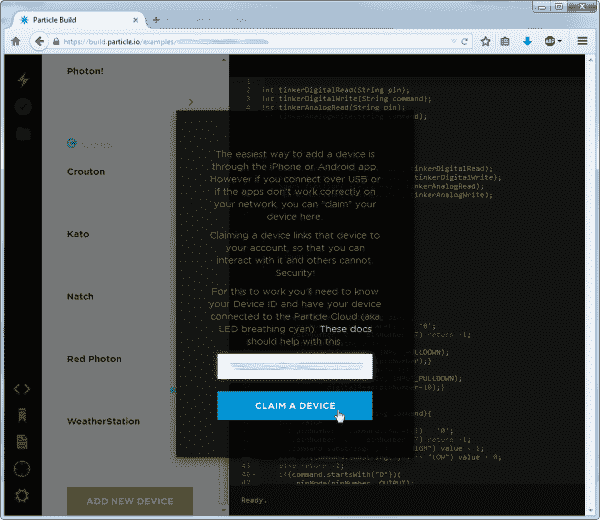 Particle Build
https://build.particle.io/examples/
Photon!
Crouton
Kato
Natch
Red Photon
WeatherStation
ADD NEW DEVICE
1
2 int tinkerDigitalRead(String pin);
3 int tinkerDigitalWrite(String command);
4 int tinkerAnalogRead(String pin);
The easiest way to add a device is
through the iPhone or Android app.
However if you connect over USB or
if the apps don't work correctly on
your network, you can "claim" your
device here.
Claiming a device links that device to
your account, so that you can
interact with it and others cannot.
Security!
For this to work you'll need to know
your Device ID and have your device
connected to the Particle Cloud (aka
LED breathing cyan). These docs
should help with this.
CLAIM A DEVICE
tinkerDigitalRead);
tinkerDigitalWrite);
tinkerAnalogRead);
tinkerAnalogWrite);
if(command.startsWith("D")){
pinMode(pinNumber, OUTPUT);
Ready.